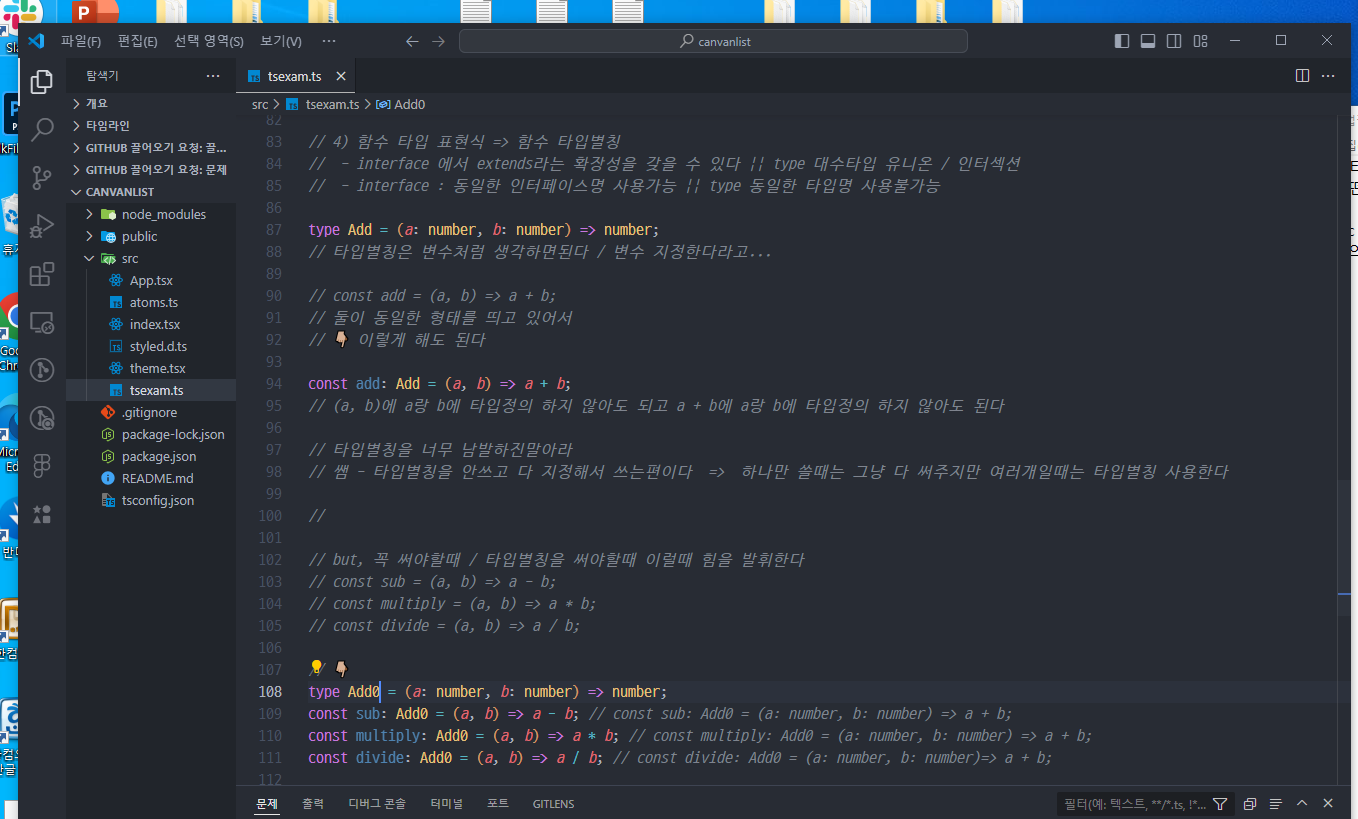 파일(F) 편집(E) 선택 영역(S) 보기(V) ··· canvanlist
탐색기 ···
tsexam.ts
개요
src > tsexam.ts > Add0
타임라인
GITHUB 끌어오기 요청: 끌...
GITHUB 끌어오기 요청: 문제
CANVANLIST
node_modules
public
src
App.tsx
atoms.ts
index.tsx
styled.d.ts
theme.tsx
tsexam.ts
.gitignore
package-lock.json
package.json
README.md
tsconfig.json
82
83 // 4) 함수 타입 표현식 => 함수 타입별칭
84 // - interface 에서 extends라는 확장성을 갖을 수 있다 || type 대수타입 유니온 / 인터섹션
85 // - interface : 동일한 인터페이스명 사용가능 || type 동일한 타입명 사용불가능
86
87 type Add = (a: number, b: number) => number;
88 // 타입별칭은 변수처럼 생각하면된다 / 변수 지정한다라고...
89
90 // const add = (a, b) => a + b;
91 // 둘이 동일한 형태를 띄고 있어서
92 // 👇🏼 이렇게 해도 된다
93
94 const add: Add = (a, b) => a + b;
95 // (a, b)에 a랑 b에 타입정의 하지 않아도 되고 a + b에 a랑 b에 타입정의 하지 않아도 된다
96
97 // 타입별칭을 너무 남발하진말아라
98 // 쌤 - 타입별칭을 안쓰고 다 지정해서 쓰는편이다 => 하나만 쓸때는 그냥 다 써주지만 여러개일때는 타입별칭 사용한다
99
100 //
101
102 // but, 꼭 써야할때 / 타입별칭을 써야할때 이럴때 힘을 발휘한다
103 // const sub = (a, b) => a - b;
104 // const multiply = (a, b) => a * b;
105 // const divide = (a, b) => a / b;
106
107 // 👇🏼
108 type Add0 = (a: number, b: number) => number;
109 const sub: Add0 = (a, b) => a - b; // const sub: Add0 = (a: number, b: number) => a + b;
110 const multiply: Add0 = (a, b) => a * b; // const multiply: Add0 = (a: number, b: number) => a + b;
111 const divide: Add0 = (a, b) => a / b; // const divide: Add0 = (a: number, b: number)=> a + b;
112
문제 출력 디버그 콘솔 터미널 포트 GITLENS 필터(예: 텍스트, **/*.ts, !*...